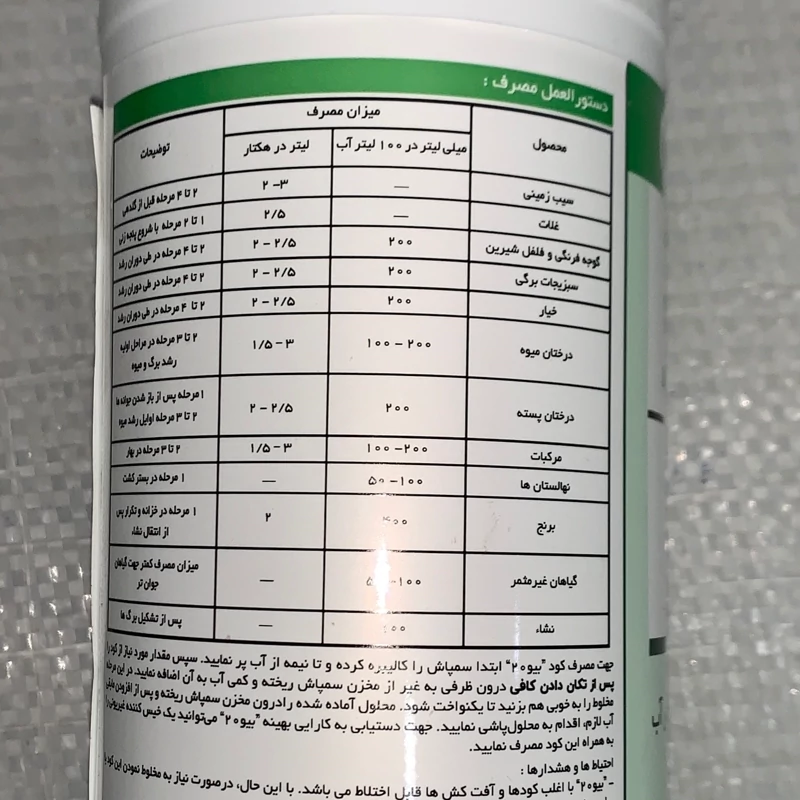 دستورالعمل مصرف :
محصول
میزان مصرف
میلی لیتر در ۱۰۰ لیتر آب
لیتر در هکتار
توضیحات
سیب زمینی — ۲ –۳ ۲ تا ۴ مرحله قبل از گلدهی
غلات — ۲/۵ ۱ تا ۲ مرحله با شروع پنجه زنی
گوجه فرنگی و فلفل شیرین ۲۰۰ ۲ – ۲/۵ ۲ تا ۴ مرحله در طی دوران رشد
سبزیجات برگی ۲۰۰ ۲ – ۲/۵ ۲ تا ۴ مرحله در طی دوران رشد
خیار ۲۰۰ ۲ – ۲/۵ ۲ تا ۴ مرحله در طی دوران رشد
درختان میوه ۱۰۰ – ۲۰۰ ۱/۵ – ۳ ۲ تا ۳ مرحله در مراحل اولیه
رشد برگ و میوه
درختان پسته ۲۰۰ ۲ – ۲/۵ ۱ مرحله پس از باز شدن جوانه ها
۲ تا ۳ مرحله اوایل رشد میوه
مرکبات ۱۰۰ –۲۰۰ ۱/۵ – ۳ ۲ تا ۳ مرحله در بهار
نهالستان ها ۵۰ –۱۰۰ — ۱ مرحله در بستر کشت
برنج ۲ ۱ مرحله در خزانه و تکرار پس
از انتقال نشاء
گیاهان غیرمثمر –۱۰۰ — میزان مصرف کمتر جهت گیاهان
جوان تر
نشاء — پس از تشکیل برگ ها
جهت مصرف کود “بیو۲۰” ابتدا سمپاش را کالیبره کرده و تا نیمه از آب پر نمایید. سپس مقدار مورد نیاز از کود را
پس از تکان دادن کافی درون ظرفی به غیر از مخزن سمپاش ریخته و کمی آب به آن اضافه نمایید. در این مرحله
مخلوط را به خوبی هم بزنید تا یکنواخت شود. محلول آماده شده را درون مخزن سمپاش ریخته و پس از افزودن مابقی
آب لازم، اقدام به محلول‌پاشی نمایید. جهت دستیابی به کارایی بهینه “بیو۲۰” می‌توانید یک خیس کننده غیریونی را
به همراه این کود مصرف نمایید.
احتیاط ها و هشدارها :
-“بیو۲۰” با اغلب کودها و آفت کش ها قابل اختلاط می باشد. با این حال، درصورت نیاز به مخلوط نمودن این کود با
آب